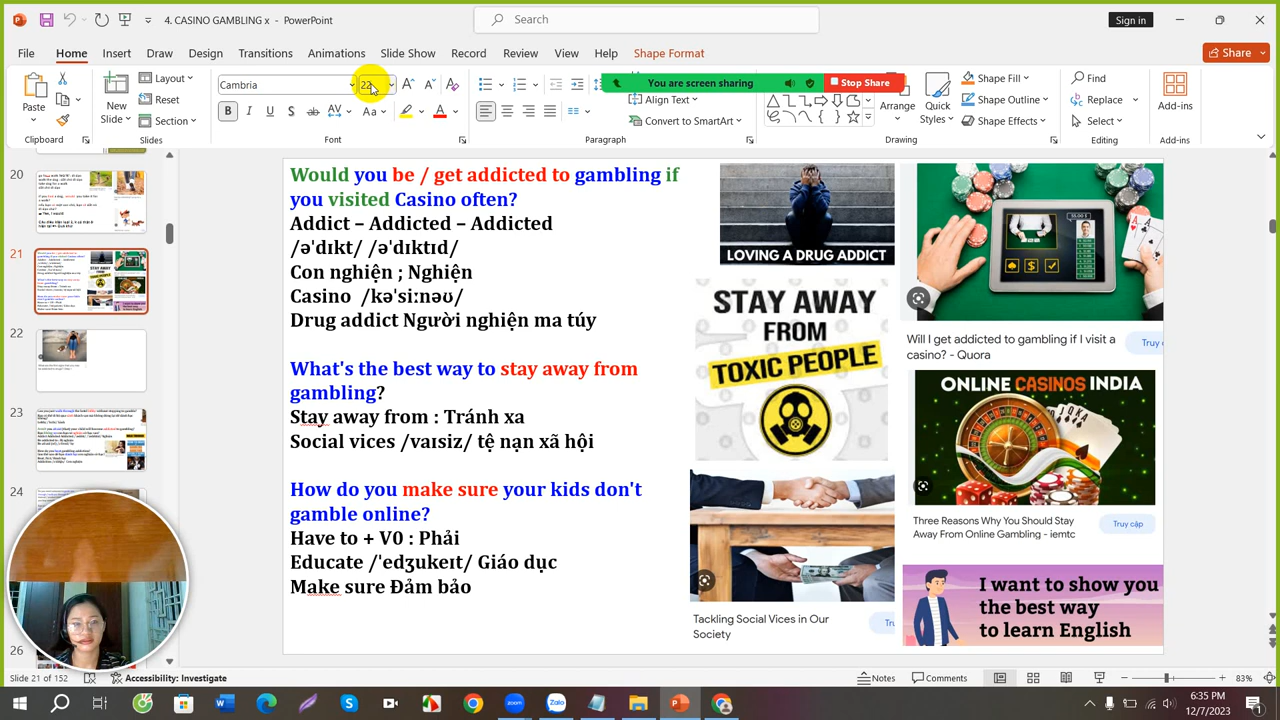 4. CASINO GAMBLING x - PowerPoint
Search
Sign in
File Home Insert Draw Design Transitions Animations Slide Show Record Review View Help Shape Format
Share
Paste
New Slide
Layout
Reset
Section
Cambria
22
You are screen sharing
Stop Share
Align Text
Convert to SmartArt
Arrange
Quick Styles
Shape Fill
Shape Outline
Shape Effects
Find
Replace
Select
Add-ins
Clipboard
Slides
Font
Paragraph
Drawing
Editing
Add-ins
20
21
22
23
24
26
Would you be / get addicted to gambling if
you visited Casino often?
Addict – Addicted – Addicted
/ə'dɪkt/ /ə'dɪktɪd/
Con nghiện ; Nghiện
Casino /kə'siːnəʊ/
Drug addict Người nghiện ma túy
What's the best way to stay away from
gambling?
Stay away from : Tránh xa
Social vices /vaɪsiz/ tê nan xã hội
How do you make sure your kids don't
gamble online?
Have to + V0 : Phải
Educate /'edʒukeɪt/ Giáo dục
Make sure Đảm bảo
LOVING A DRUG ADDICT
STAY AWAY
FROM
TOXIC PEOPLE
Tackling Social Vices in Our
Society
Will I get addicted to gambling if I visit a
casino? - Quora
Truy
ONLINE CASINOS INDIA
Three Reasons Why You Should Stay
Away From Online Gambling - iemtc
Truy cập
I want to show you
the best way
to learn English
Slide 21 of 152
Accessibility: Investigate
Notes
Comments
83%
6:35 PM
12/7/2023